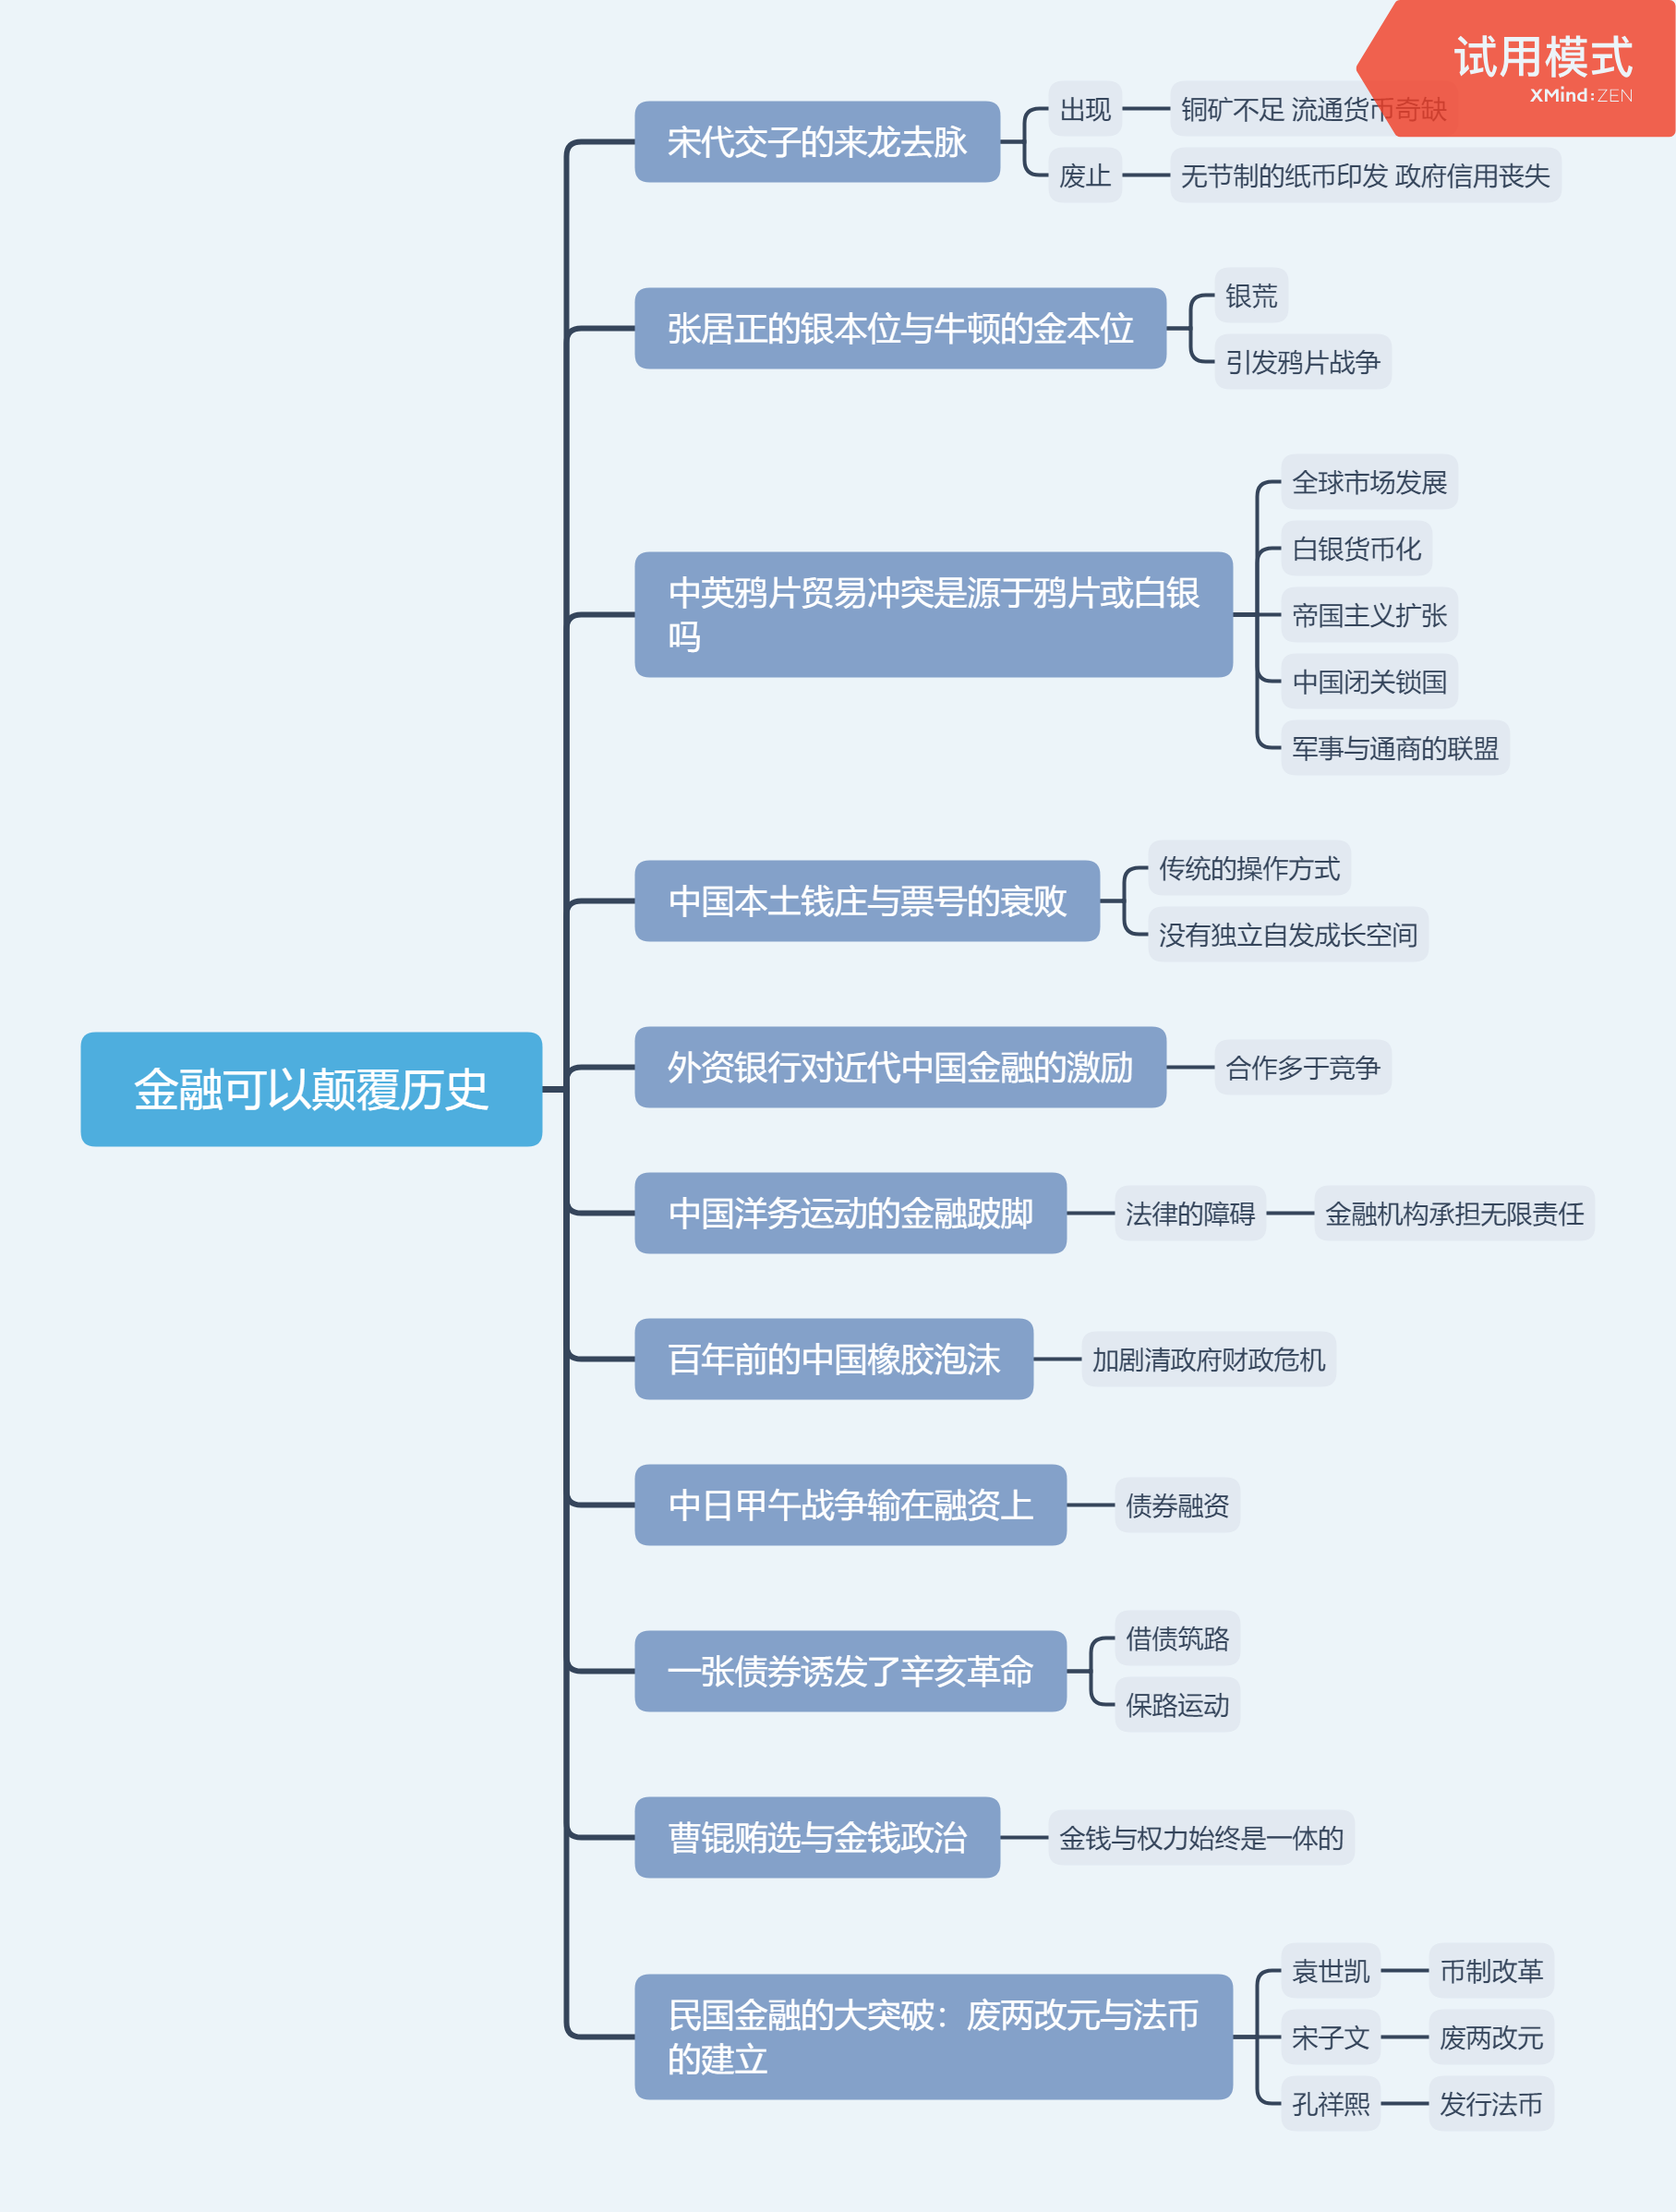 试用模式
XMind:ZEN
金融可以颠覆历史
宋代交子的来龙去脉
出现
铜矿不足 流通货币奇缺
废止
无节制的纸币印发 政府信用丧失
张居正的银本位与牛顿的金本位
银荒
引发鸦片战争
中英鸦片贸易冲突是源于鸦片或白银
吗
全球市场发展
白银货币化
帝国主义扩张
中国闭关锁国
军事与通商的联盟
中国本土钱庄与票号的衰败
传统的操作方式
没有独立自发成长空间
外资银行对近代中国金融的激励
合作多于竞争
中国洋务运动的金融跛脚
法律的障碍
金融机构承担无限责任
百年前的中国橡胶泡沫
加剧清政府财政危机
中日甲午战争输在融资上
债券融资
一张债券诱发了辛亥革命
借债筑路
保路运动
曹锟贿选与金钱政治
金钱与权力始终是一体的
民国金融的大突破：废两改元与法币
的建立
袁世凯
币制改革
宋子文
废两改元
孔祥熙
发行法币